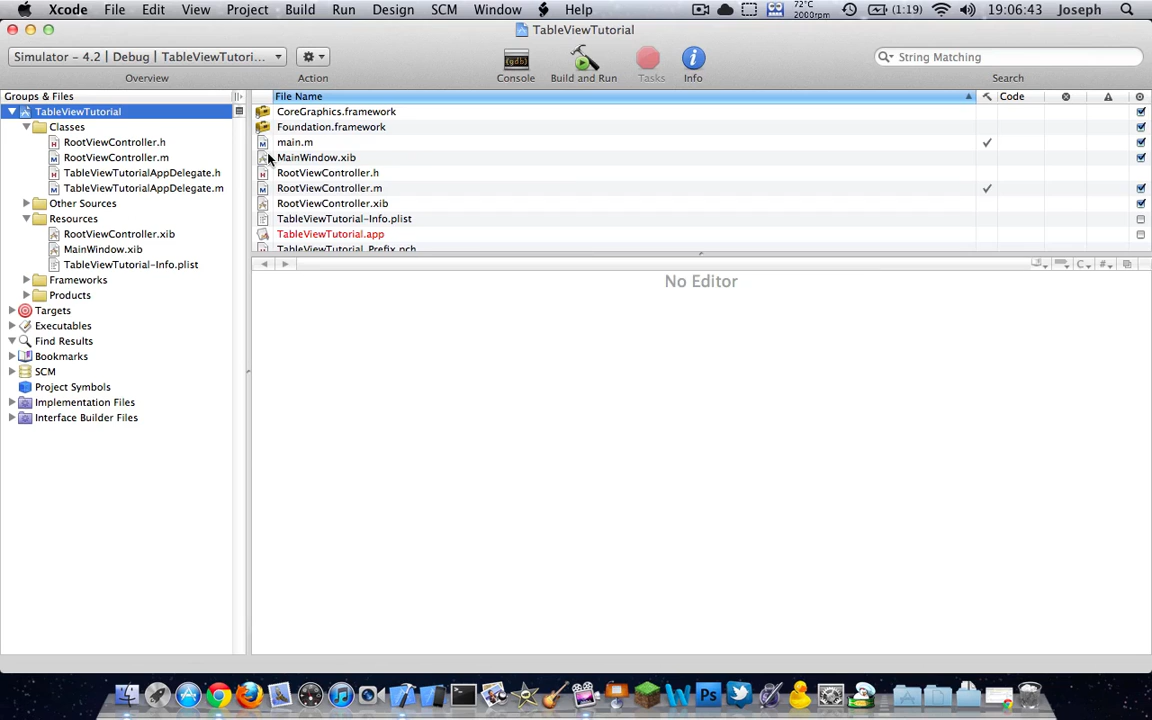 Xcode File Edit View Project Build Run Design SCM Window Help 72°C 2000rpm (1:19) 19:06:43 Joseph
TableViewTutorial
Simulator - 4.2 | Debug | TableViewTutori... String Matching
Overview Action Console Build and Run Tasks Info Search
Groups & Files File Name Code
TableViewTutorial CoreGraphics.framework
Classes Foundation.framework
RootViewController.h main.m
RootViewController.m MainWindow.xib
TableViewTutorialAppDelegate.h RootViewController.h
TableViewTutorialAppDelegate.m RootViewController.m
Other Sources RootViewController.xib
Resources TableViewTutorial-Info.plist
RootViewController.xib TableViewTutorial.app
MainWindow.xib TableViewTutorial_Prefix.pch
TableViewTutorial-Info.plist C #
Frameworks No Editor
Products
Targets
Executables
Find Results
Bookmarks
SCM
Project Symbols
Implementation Files
Interface Builder Files